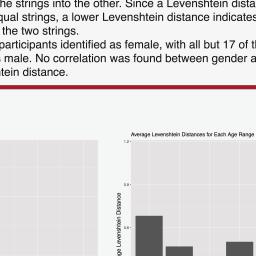 he strings into the other. Since a Levenshtein dista
qual strings, a lower Levenshtein distance indicates
the two strings.
participants identified as female, with all but 17 of th
male. No correlation was found between gender a
tein distance.
Average Levenshtein Distances for Each Age Range
ge Levenshtein Distance